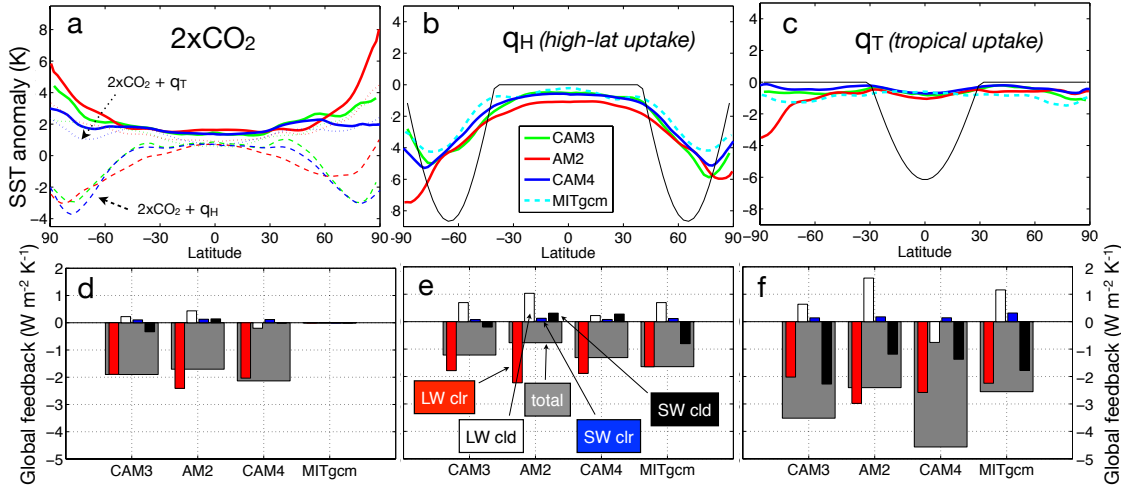 a
2xCO₂
b
qH (high-lat uptake)
c
qT (tropical uptake)
SST anomaly (K)
6
4
2
0
−2
−4
2xCO₂ + qT
2xCO₂ + qH
0
−2
−4
−6
−8
CAM3
AM2
CAM4
MITgcm
0
−2
−4
−6
−8
−90 −60 −30 0 30 60 90
−90 −60 −30 0 30 60 90
−90 −60 −30 0 30 60 90
Latitude
Latitude
Latitude
d
e
f
Global feedback (W m⁻² K⁻¹)
2
1
0
−1
−2
−3
−4
−5
LW clr
total
SW cld
LW cld
SW clr
2
1
0
−1
−2
−3
−4
−5
Global feedback (W m⁻² K⁻¹)
CAM3 AM2 CAM4 MITgcm
CAM3 AM2 CAM4 MITgcm
CAM3 AM2 CAM4 MITgcm